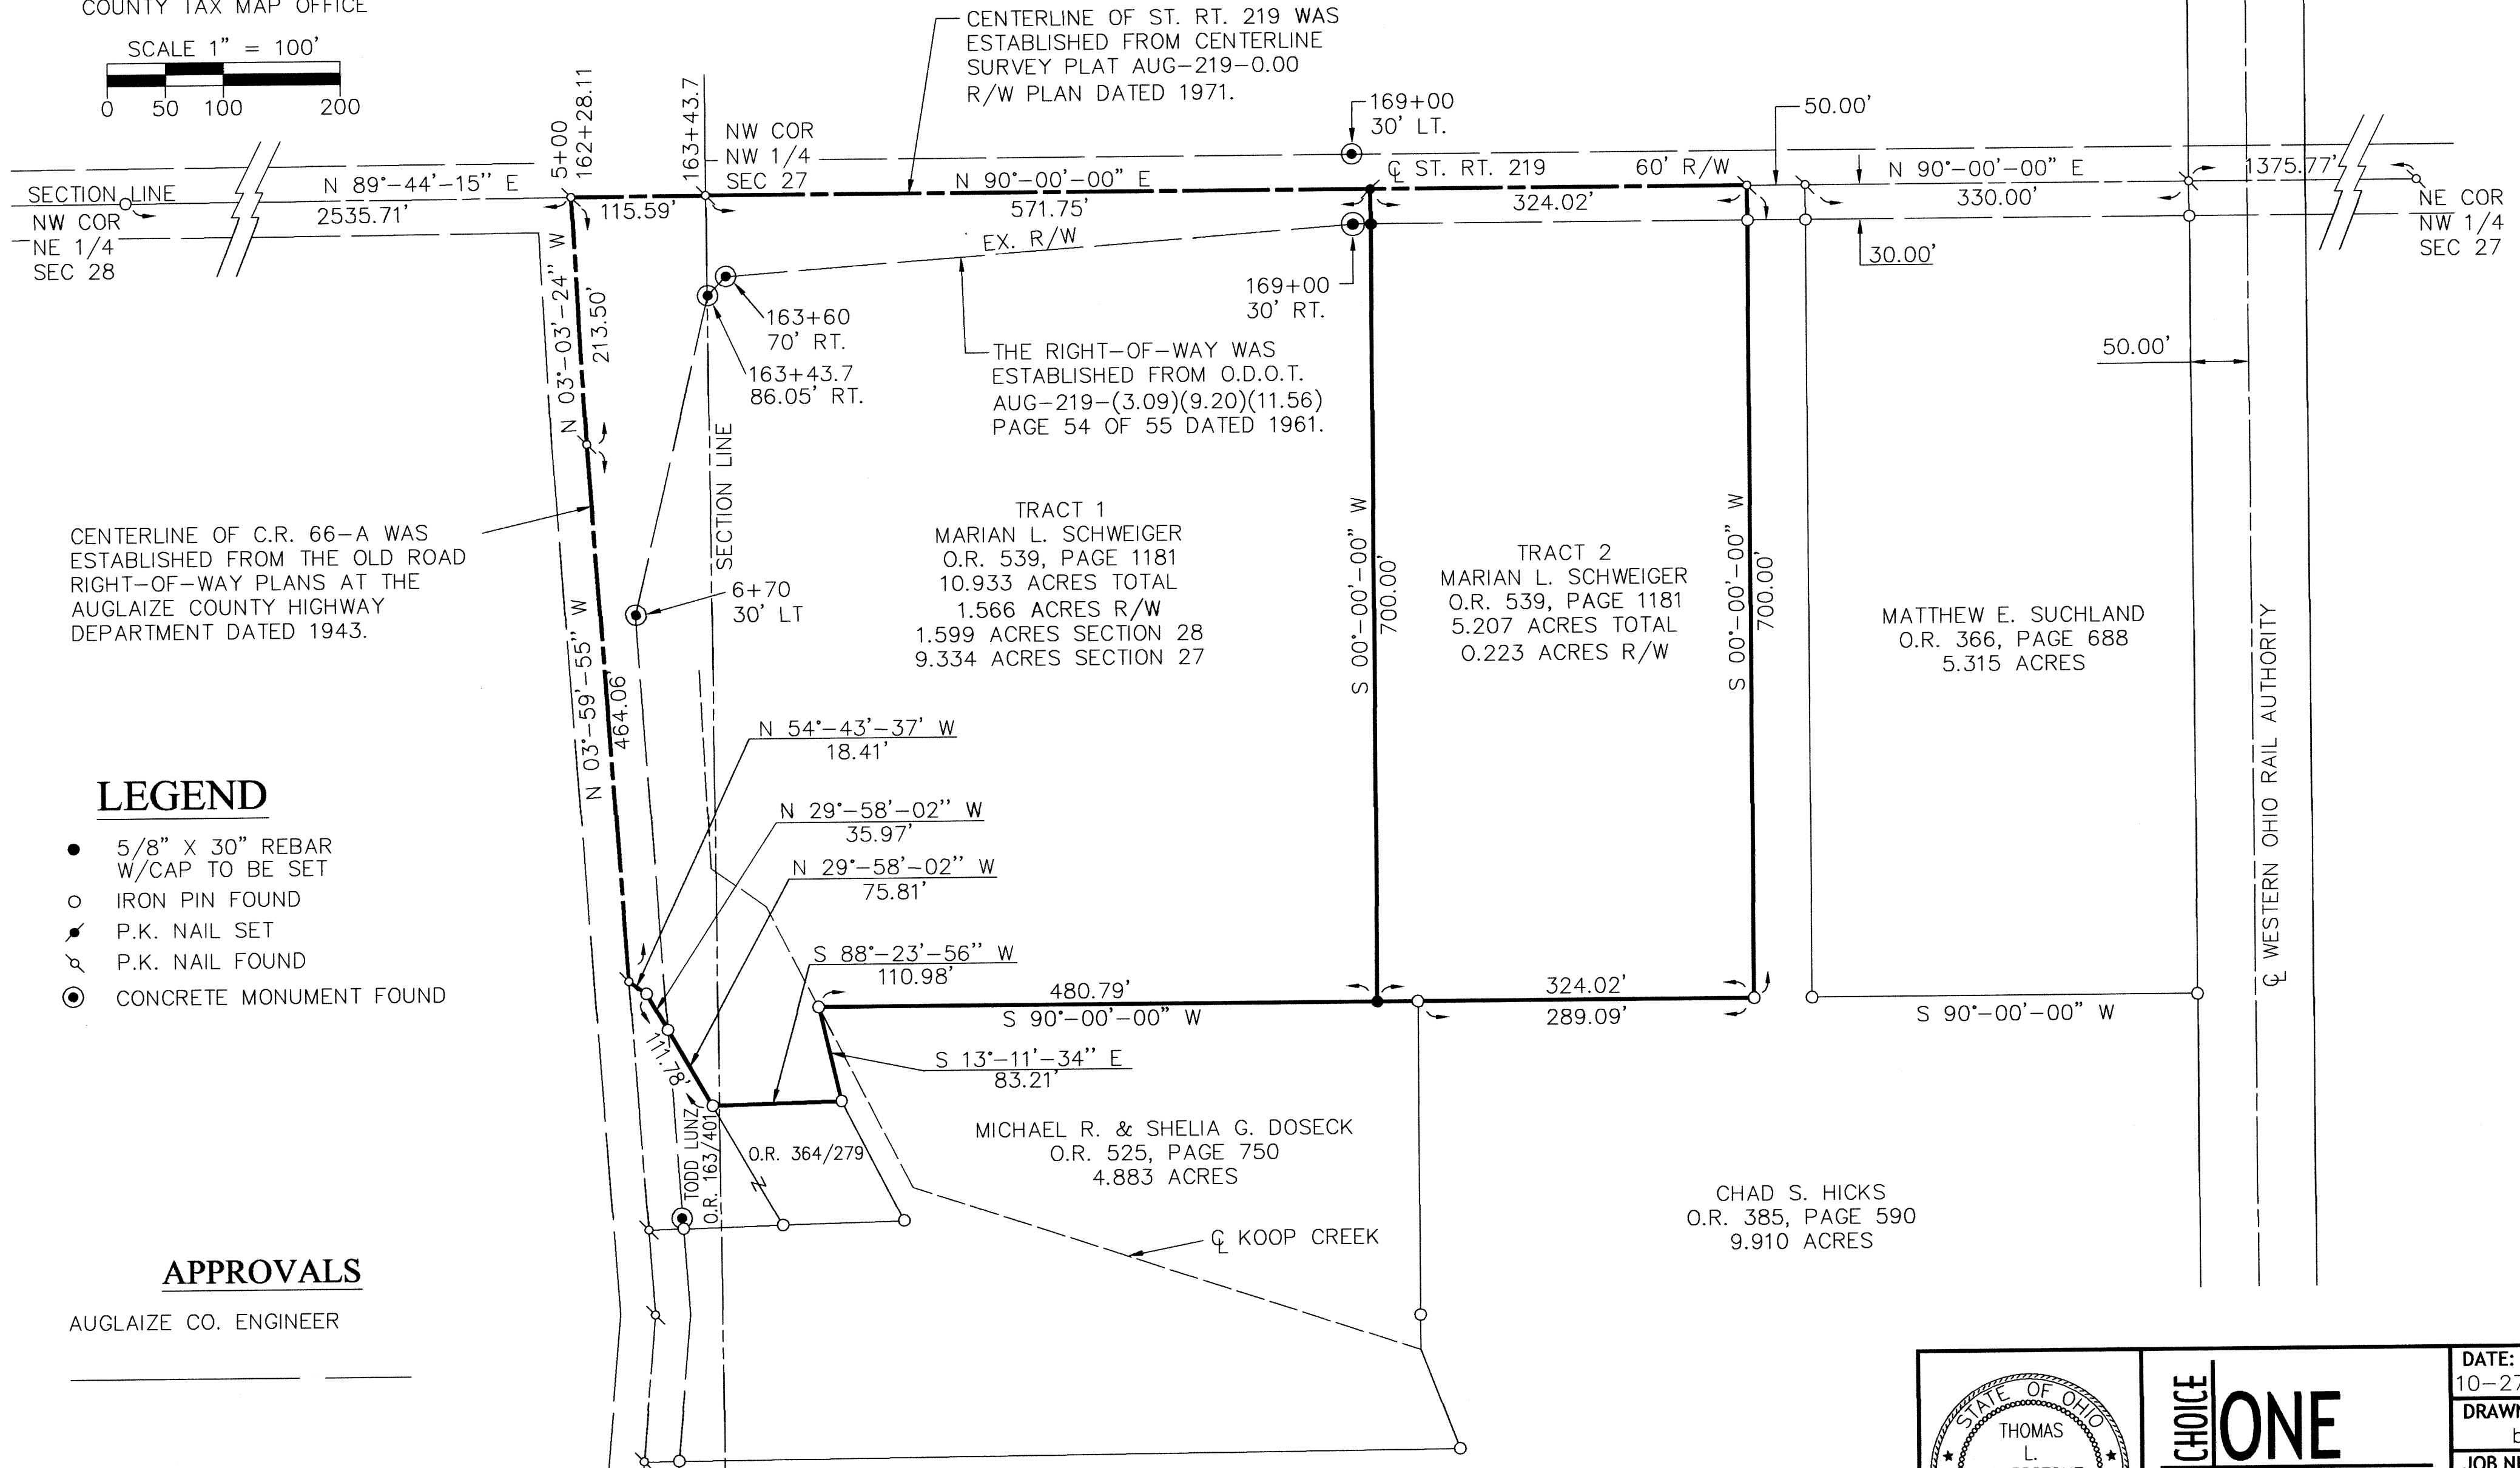 COUNTY TAX MAP OFFICE
SCALE 1" = 100'
0 50 100 200
CENTERLINE OF ST. RT. 219 WAS
ESTABLISHED FROM CENTERLINE
SURVEY PLAT AUG-219-0.00
R/W PLAN DATED 1971.
5+00
162+28.11
163+43.7
NW COR
NW 1/4
SEC 27
169+00
30' LT.
50.00'
SECTION LINE
NW COR
NE 1/4
SEC 28
N 89°-44'-15" E
2535.71'
115.59'
N 90°-00'-00" E
571.75'
℄ ST. RT. 219
60' R/W
324.02'
N 90°-00'-00" E
330.00'
1375.77'
NE COR
NW 1/4
SEC 27
30.00'
EX. R/W
169+00
30' RT.
N 03°-03'-24" W
213.50'
163+60
70' RT.
163+43.7
86.05' RT.
THE RIGHT-OF-WAY WAS
ESTABLISHED FROM O.D.O.T.
AUG-219-(3.09)(9.20)(11.56)
PAGE 54 OF 55 DATED 1961.
50.00'
SECTION LINE
CENTERLINE OF C.R. 66-A WAS
ESTABLISHED FROM THE OLD ROAD
RIGHT-OF-WAY PLANS AT THE
AUGLAIZE COUNTY HIGHWAY
DEPARTMENT DATED 1943.
6+70
30' LT
TRACT 1
MARIAN L. SCHWEIGER
O.R. 539, PAGE 1181
10.933 ACRES TOTAL
1.566 ACRES R/W
1.599 ACRES SECTION 28
9.334 ACRES SECTION 27
S 00°-00'-00" W
700.00'
TRACT 2
MARIAN L. SCHWEIGER
O.R. 539, PAGE 1181
5.207 ACRES TOTAL
0.223 ACRES R/W
S 00°-00'-00" W
700.00'
MATTHEW E. SUCHLAND
O.R. 366, PAGE 688
5.315 ACRES
℄ WESTERN OHIO RAIL AUTHORITY
N 03°-59'-55" W
464.06'
N 54°-43'-37' W
18.41'
N 29°-58'-02" W
35.97'
N 29°-58'-02" W
75.81'
S 88°-23'-56" W
110.98'
480.79'
S 90°-00'-00" W
324.02'
289.09'
S 90°-00'-00" W
S 13°-11'-34" E
83.21'
111.78'
LEGEND
5/8" X 30" REBAR
W/CAP TO BE SET
IRON PIN FOUND
P.K. NAIL SET
P.K. NAIL FOUND
CONCRETE MONUMENT FOUND
TODD LUNZ
O.R. 163/401
O.R. 364/279
MICHAEL R. & SHELIA G. DOSECK
O.R. 525, PAGE 750
4.883 ACRES
CHAD S. HICKS
O.R. 385, PAGE 590
9.910 ACRES
℄ KOOP CREEK
APPROVALS
AUGLAIZE CO. ENGINEER
STATE OF OHIO
THOMAS
L.
CHOICE
ONE
DATE:
10-27